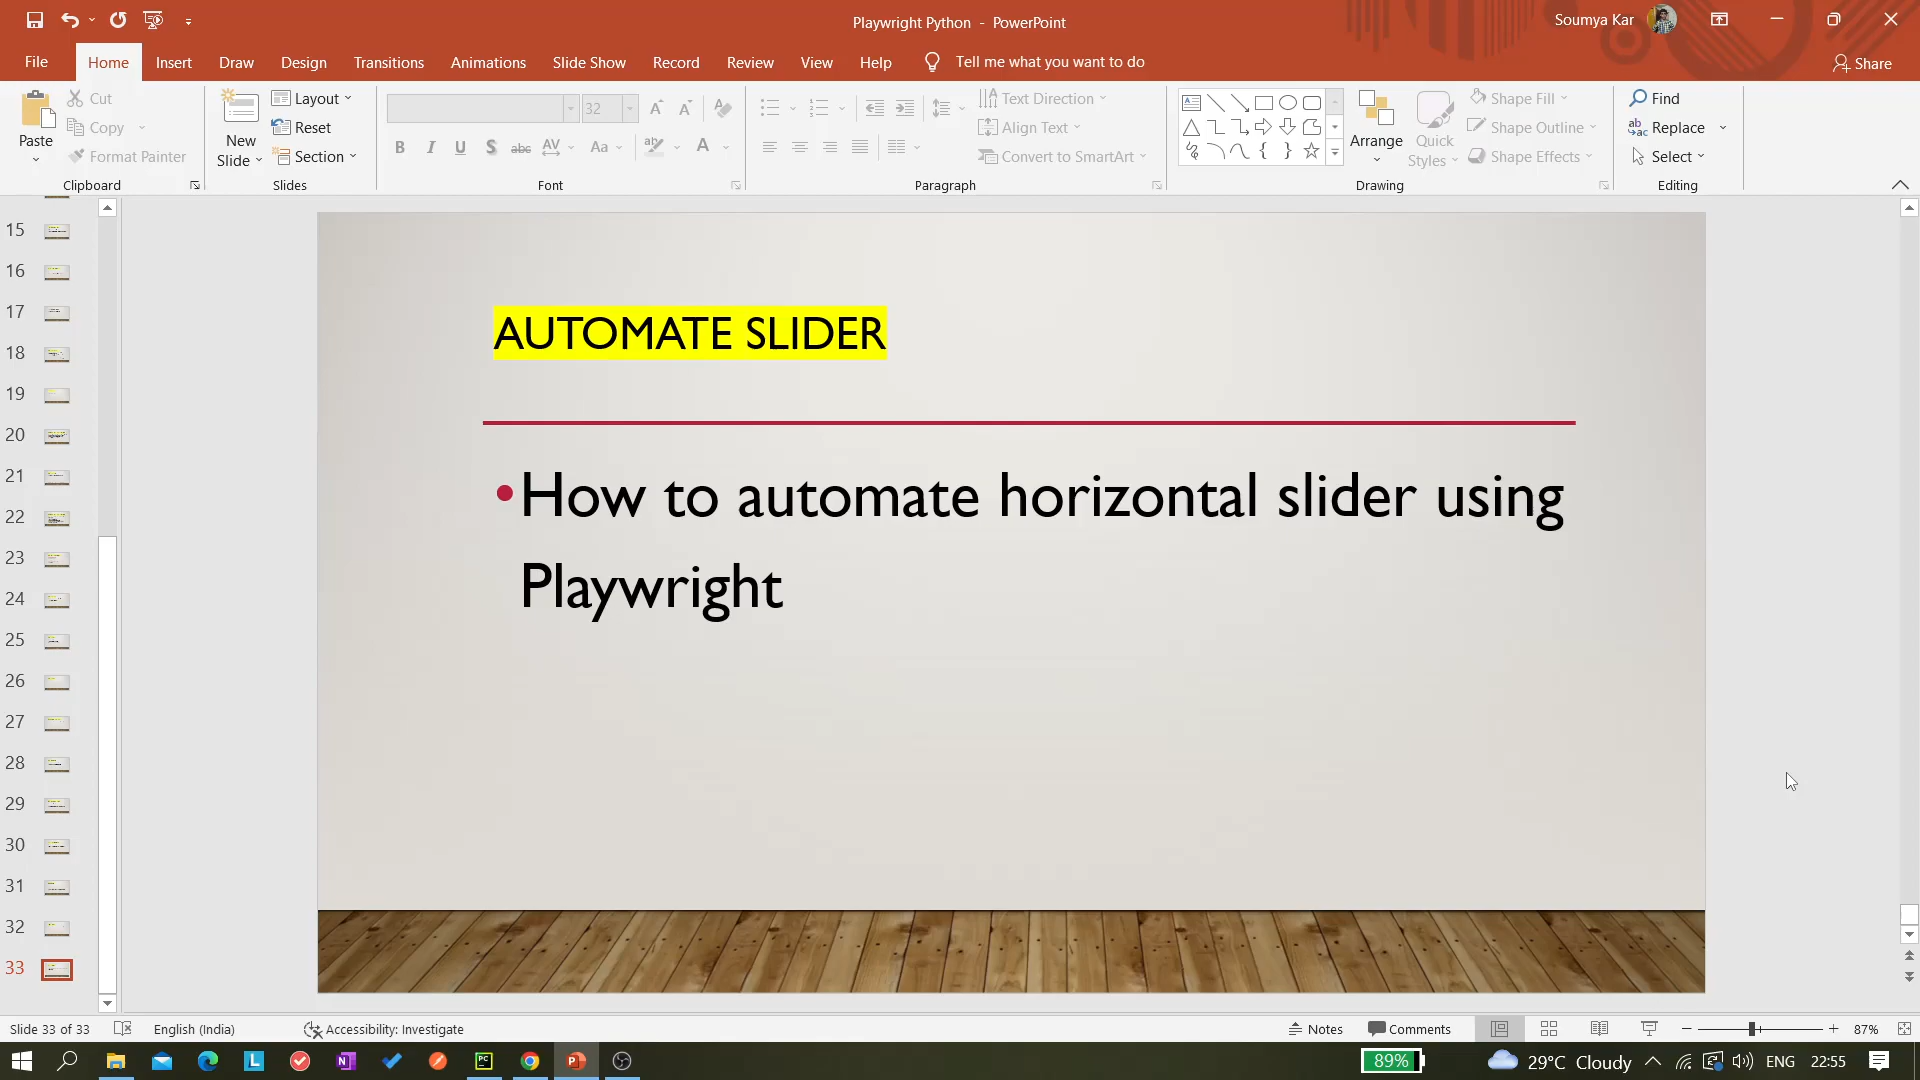 Playwright Python - PowerPoint
Soumya Kar
File
Home
Insert
Draw
Design
Transitions
Animations
Slide Show
Record
Review
View
Help
Tell me what you want to do
Share
Paste
Cut
Copy
Format Painter
Clipboard
New
Slide
Layout
Reset
Section
Slides
32
Font
Text Direction
Align Text
Convert to SmartArt
Paragraph
Arrange
Quick
Styles
Shape Fill
Shape Outline
Shape Effects
Drawing
Find
Replace
Select
Editing
15
16
17
18
19
20
21
22
23
24
25
26
27
28
29
30
31
32
33
AUTOMATE SLIDER
•How to automate horizontal slider using
Playwright
Slide 33 of 33
English (India)
Accessibility: Investigate
Notes
Comments
87%
89%
29°C Cloudy
ENG
22:55